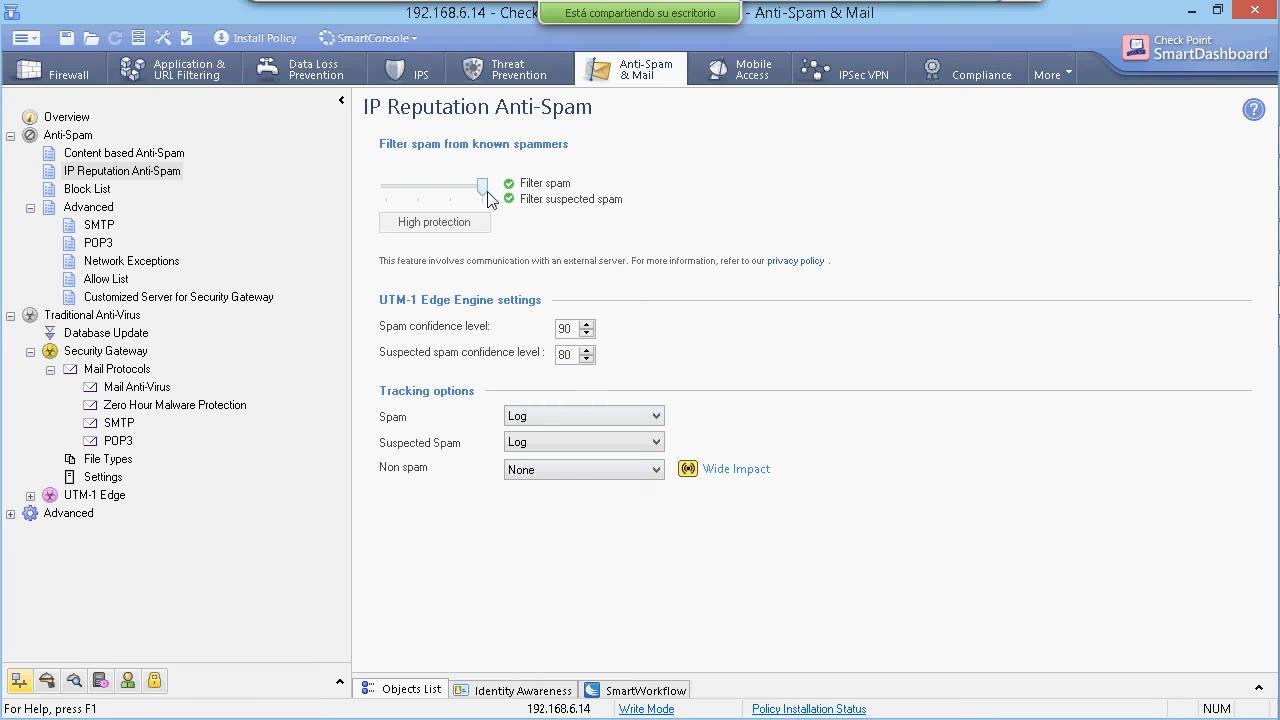 192.168.6.14 - Check
Está compartiendo su escritorio
- Anti-Spam & Mail
Install Policy
SmartConsole
Check Point
SmartDashboard
Firewall
Application &
URL Filtering
Data Loss
Prevention
IPS
Threat
Prevention
Anti-Spam
& Mail
Mobile
Access
IPSec VPN
Compliance
More
Overview
Anti-Spam
Content based Anti-Spam
IP Reputation Anti-Spam
Block List
Advanced
SMTP
POP3
Network Exceptions
Allow List
Customized Server for Security Gateway
Traditional Anti-Virus
Database Update
Security Gateway
Mail Protocols
Mail Anti-Virus
Zero Hour Malware Protection
SMTP
POP3
File Types
Settings
UTM-1 Edge
Advanced
IP Reputation Anti-Spam
Filter spam from known spammers
Filter spam
Filter suspected spam
High protection
This feature involves communication with an external server. For more information, refer to our privacy policy .
UTM-1 Edge Engine settings
Spam confidence level: 90
Suspected spam confidence level : 80
Tracking options
Spam Log
Suspected Spam Log
Non spam None Wide Impact
Objects List
Identity Awareness
SmartWorkflow
For Help, press F1
192.168.6.14
Write Mode
Policy Installation Status
NUM